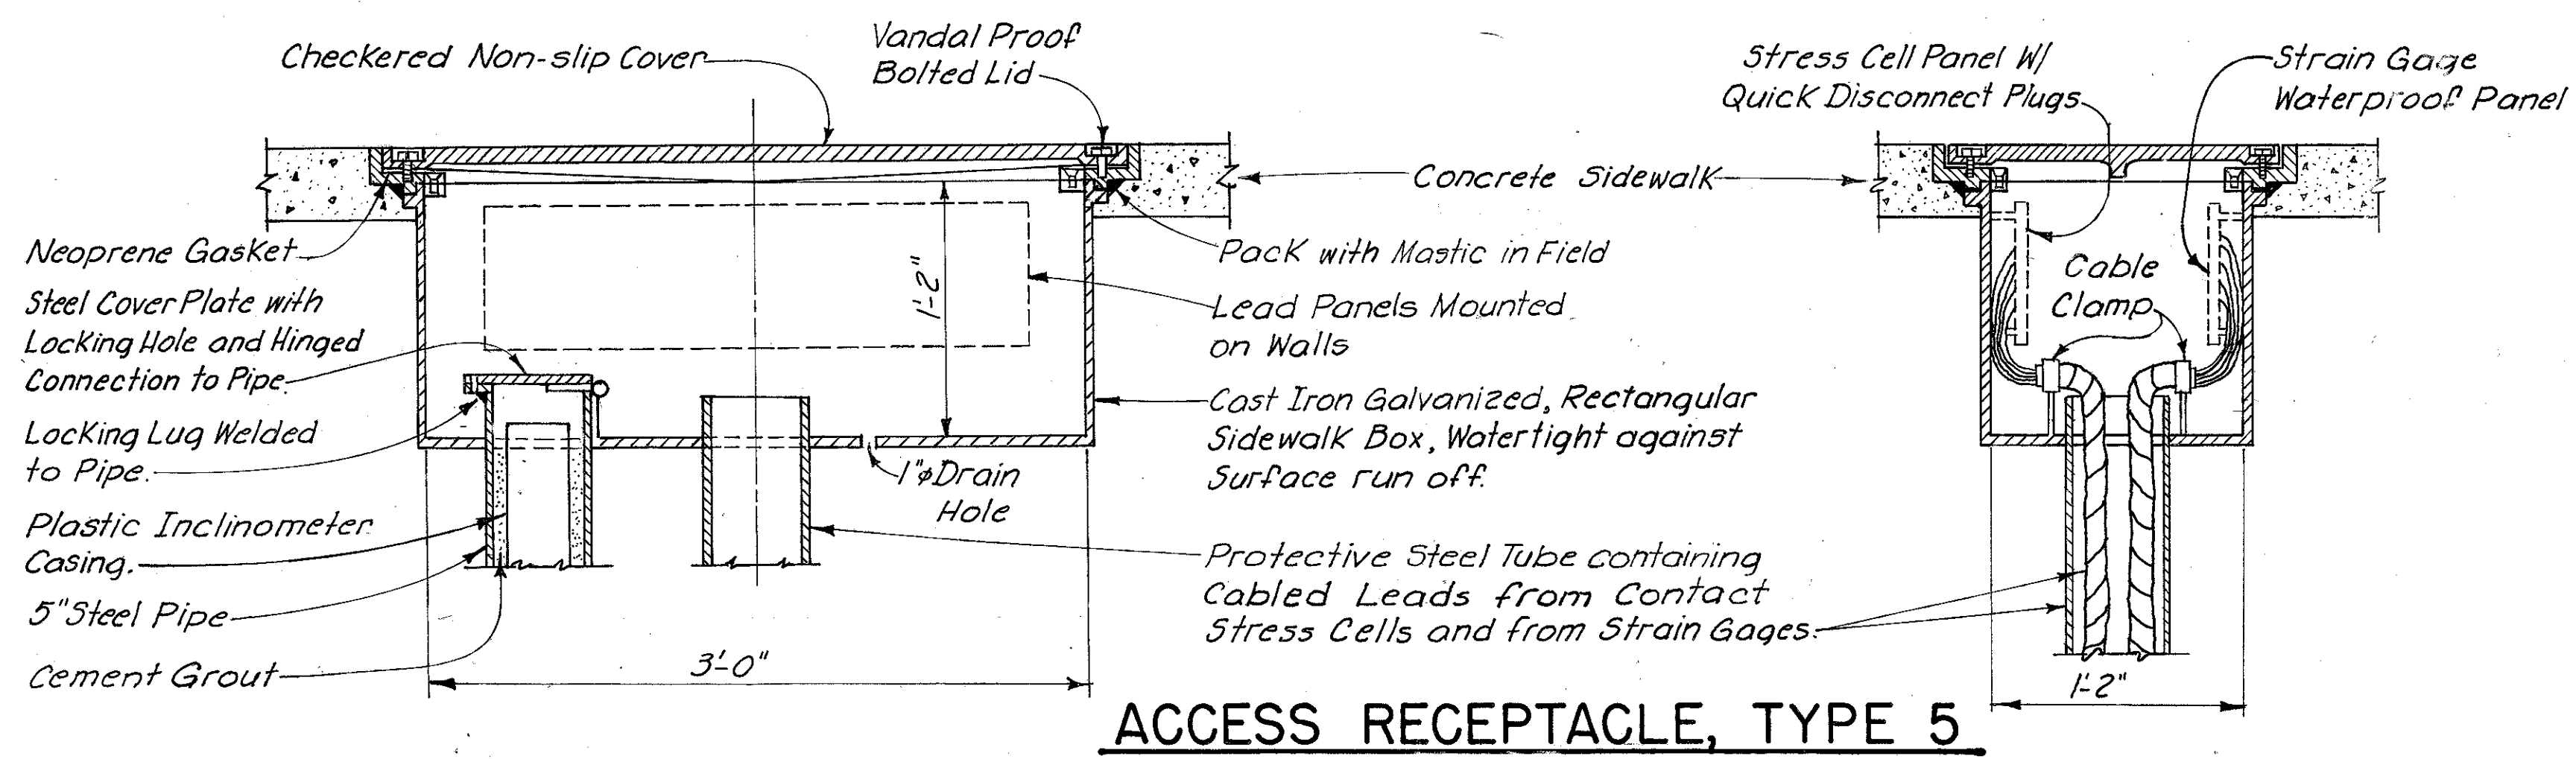 Checkered Non-slip Cover
Vandal Proof
Bolted Lid
Stress Cell Panel W/
Quick Disconnect Plugs
Strain Gage
Waterproof Panel
Concrete Sidewalk
Neoprene Gasket
Steel Cover Plate with
Locking Hole and Hinged
Connection to Pipe
Locking Lug Welded
to Pipe.
Plastic Inclinometer
Casing.
5" Steel Pipe
Cement Grout
1'-2"
1"φ Drain
Hole
3'-0"
Pack with Mastic in Field
Lead Panels Mounted
on Walls
Cast Iron Galvanized, Rectangular
Sidewalk Box, Watertight against
Surface run off.
Protective Steel Tube containing
Cabled Leads from Contact
Stress Cells and from Strain Gages.
Cable
Clamp
1'-2"
ACCESS RECEPTACLE, TYPE 5